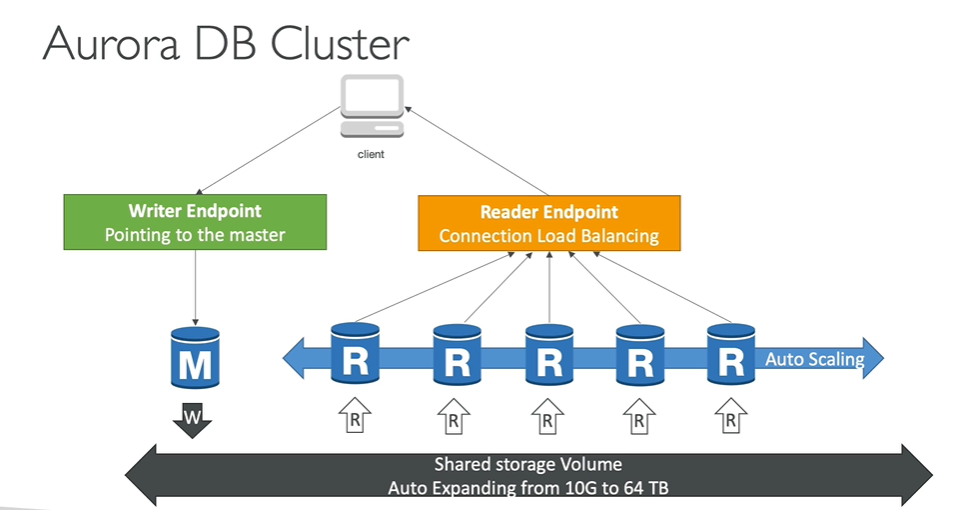 Aurora DB Cluster
client
Writer Endpoint
Pointing to the master
Reader Endpoint
Connection Load Balancing
M
R
R
R
R
R
Auto Scaling
W
R
R
R
R
R
Shared storage Volume
Auto Expanding from 10G to 64 TB